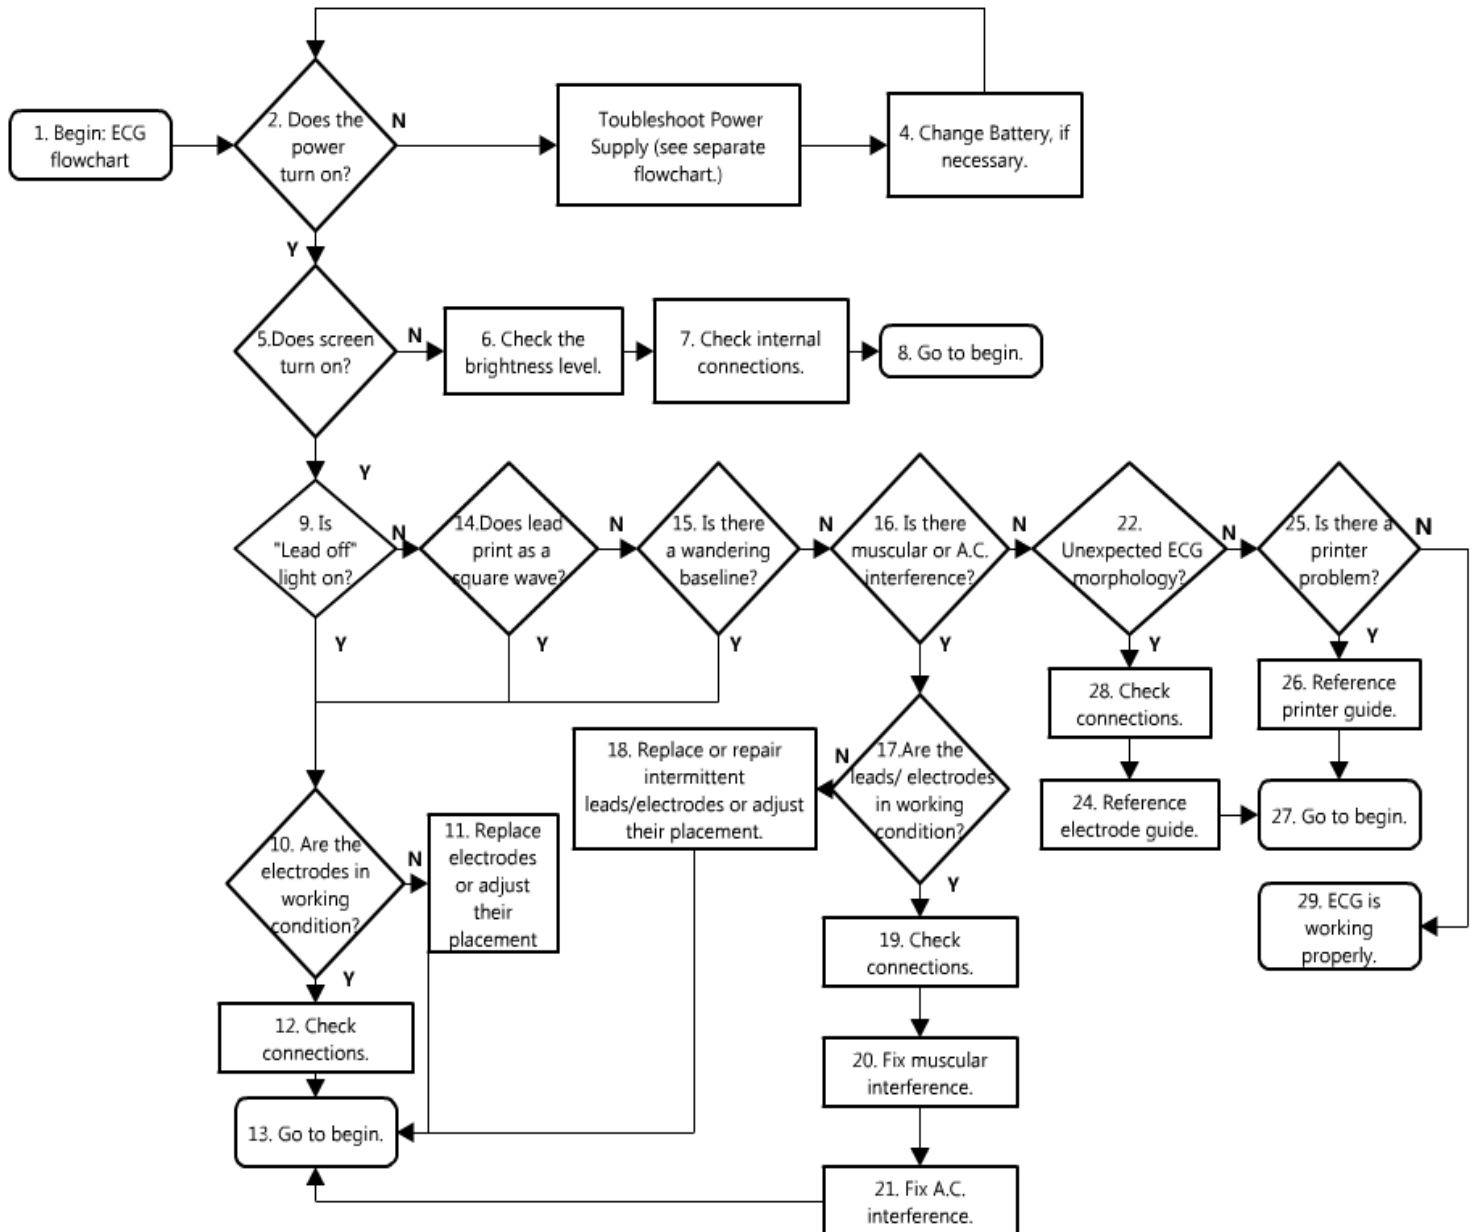 1. Begin: ECG
flowchart
2. Does the
power
turn on?
N
Toubleshoot Power
Supply (see separate
flowchart.)
4. Change Battery, if
necessary.
Y
5.Does screen
turn on?
N
6. Check the
brightness level.
7. Check internal
connections.
8. Go to begin.
Y
9. Is
"Lead off"
light on?
N
14.Does lead
print as a
square wave?
N
15. Is there
a wandering
baseline?
N
16. Is there
muscular or A.C.
interference?
N
22.
Unexpected ECG
morphology?
N
25. Is there a
printer
problem?
N
Y
Y
Y
Y
Y
Y
28. Check
connections.
26. Reference
printer guide.
18. Replace or repair
intermittent
leads/electrodes or adjust
their placement.
N
17.Are the
leads/ electrodes
in working
condition?
24. Reference
electrode guide.
27. Go to begin.
10. Are the
electrodes in
working
condition?
N
11. Replace
electrodes
or adjust
their
placement
Y
29. ECG is
working
properly.
19. Check
connections.
Y
12. Check
connections.
20. Fix muscular
interference.
13. Go to begin.
21. Fix A.C.
interference.